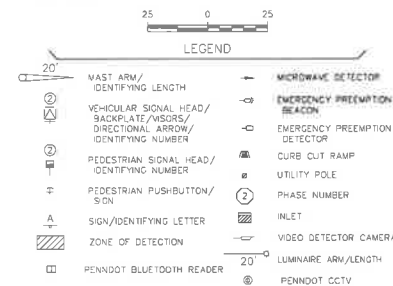 25 0 25
LEGEND
20'
MAST ARM/
IDENTIFYING LENGTH
2
VEHICULAR SIGNAL HEAD/
BACKPLATE/VISORS/
DIRECTIONAL ARROW/
IDENTIFYING NUMBER
2
PEDESTRIAN SIGNAL HEAD/
IDENTIFYING NUMBER
PEDESTRIAN PUSHBUTTON/
SIGN
A
SIGN/IDENTIFYING LETTER
ZONE OF DETECTION
PENNDOT BLUETOOTH READER
MICROWAVE DETECTOR
EMERGENCY PREEMPTION
BEACON
EMERGENCY PREEMPTION
DETECTOR
CURB CUT RAMP
UTILITY POLE
2
PHASE NUMBER
INLET
VIDEO DETECTOR CAMERA
20'
LUMINAIRE ARM/LENGTH
PENNDOT CCTV